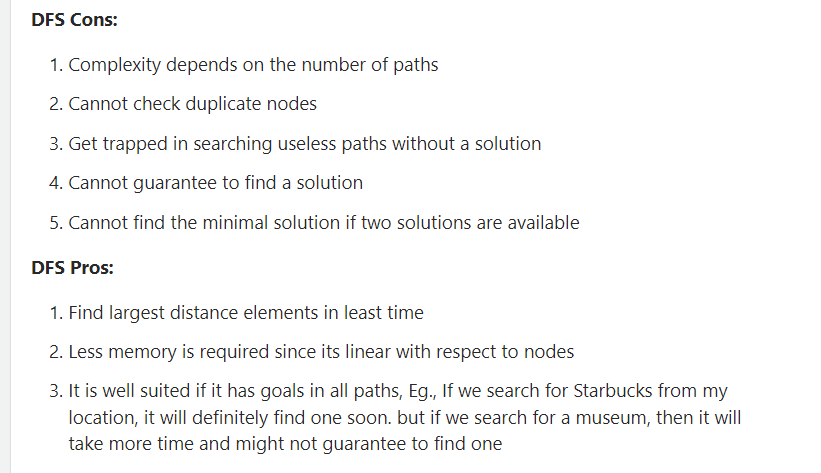 DFS Cons:
1. Complexity depends on the number of paths
2. Cannot check duplicate nodes
3. Get trapped in searching useless paths without a solution
4. Cannot guarantee to find a solution
5. Cannot find the minimal solution if two solutions are available
DFS Pros:
1. Find largest distance elements in least time
2. Less memory is required since its linear with respect to nodes
3. It is well suited if it has goals in all paths, Eg., If we search for Starbucks from my
location, it will definitely find one soon. but if we search for a museum, then it will
take more time and might not guarantee to find one